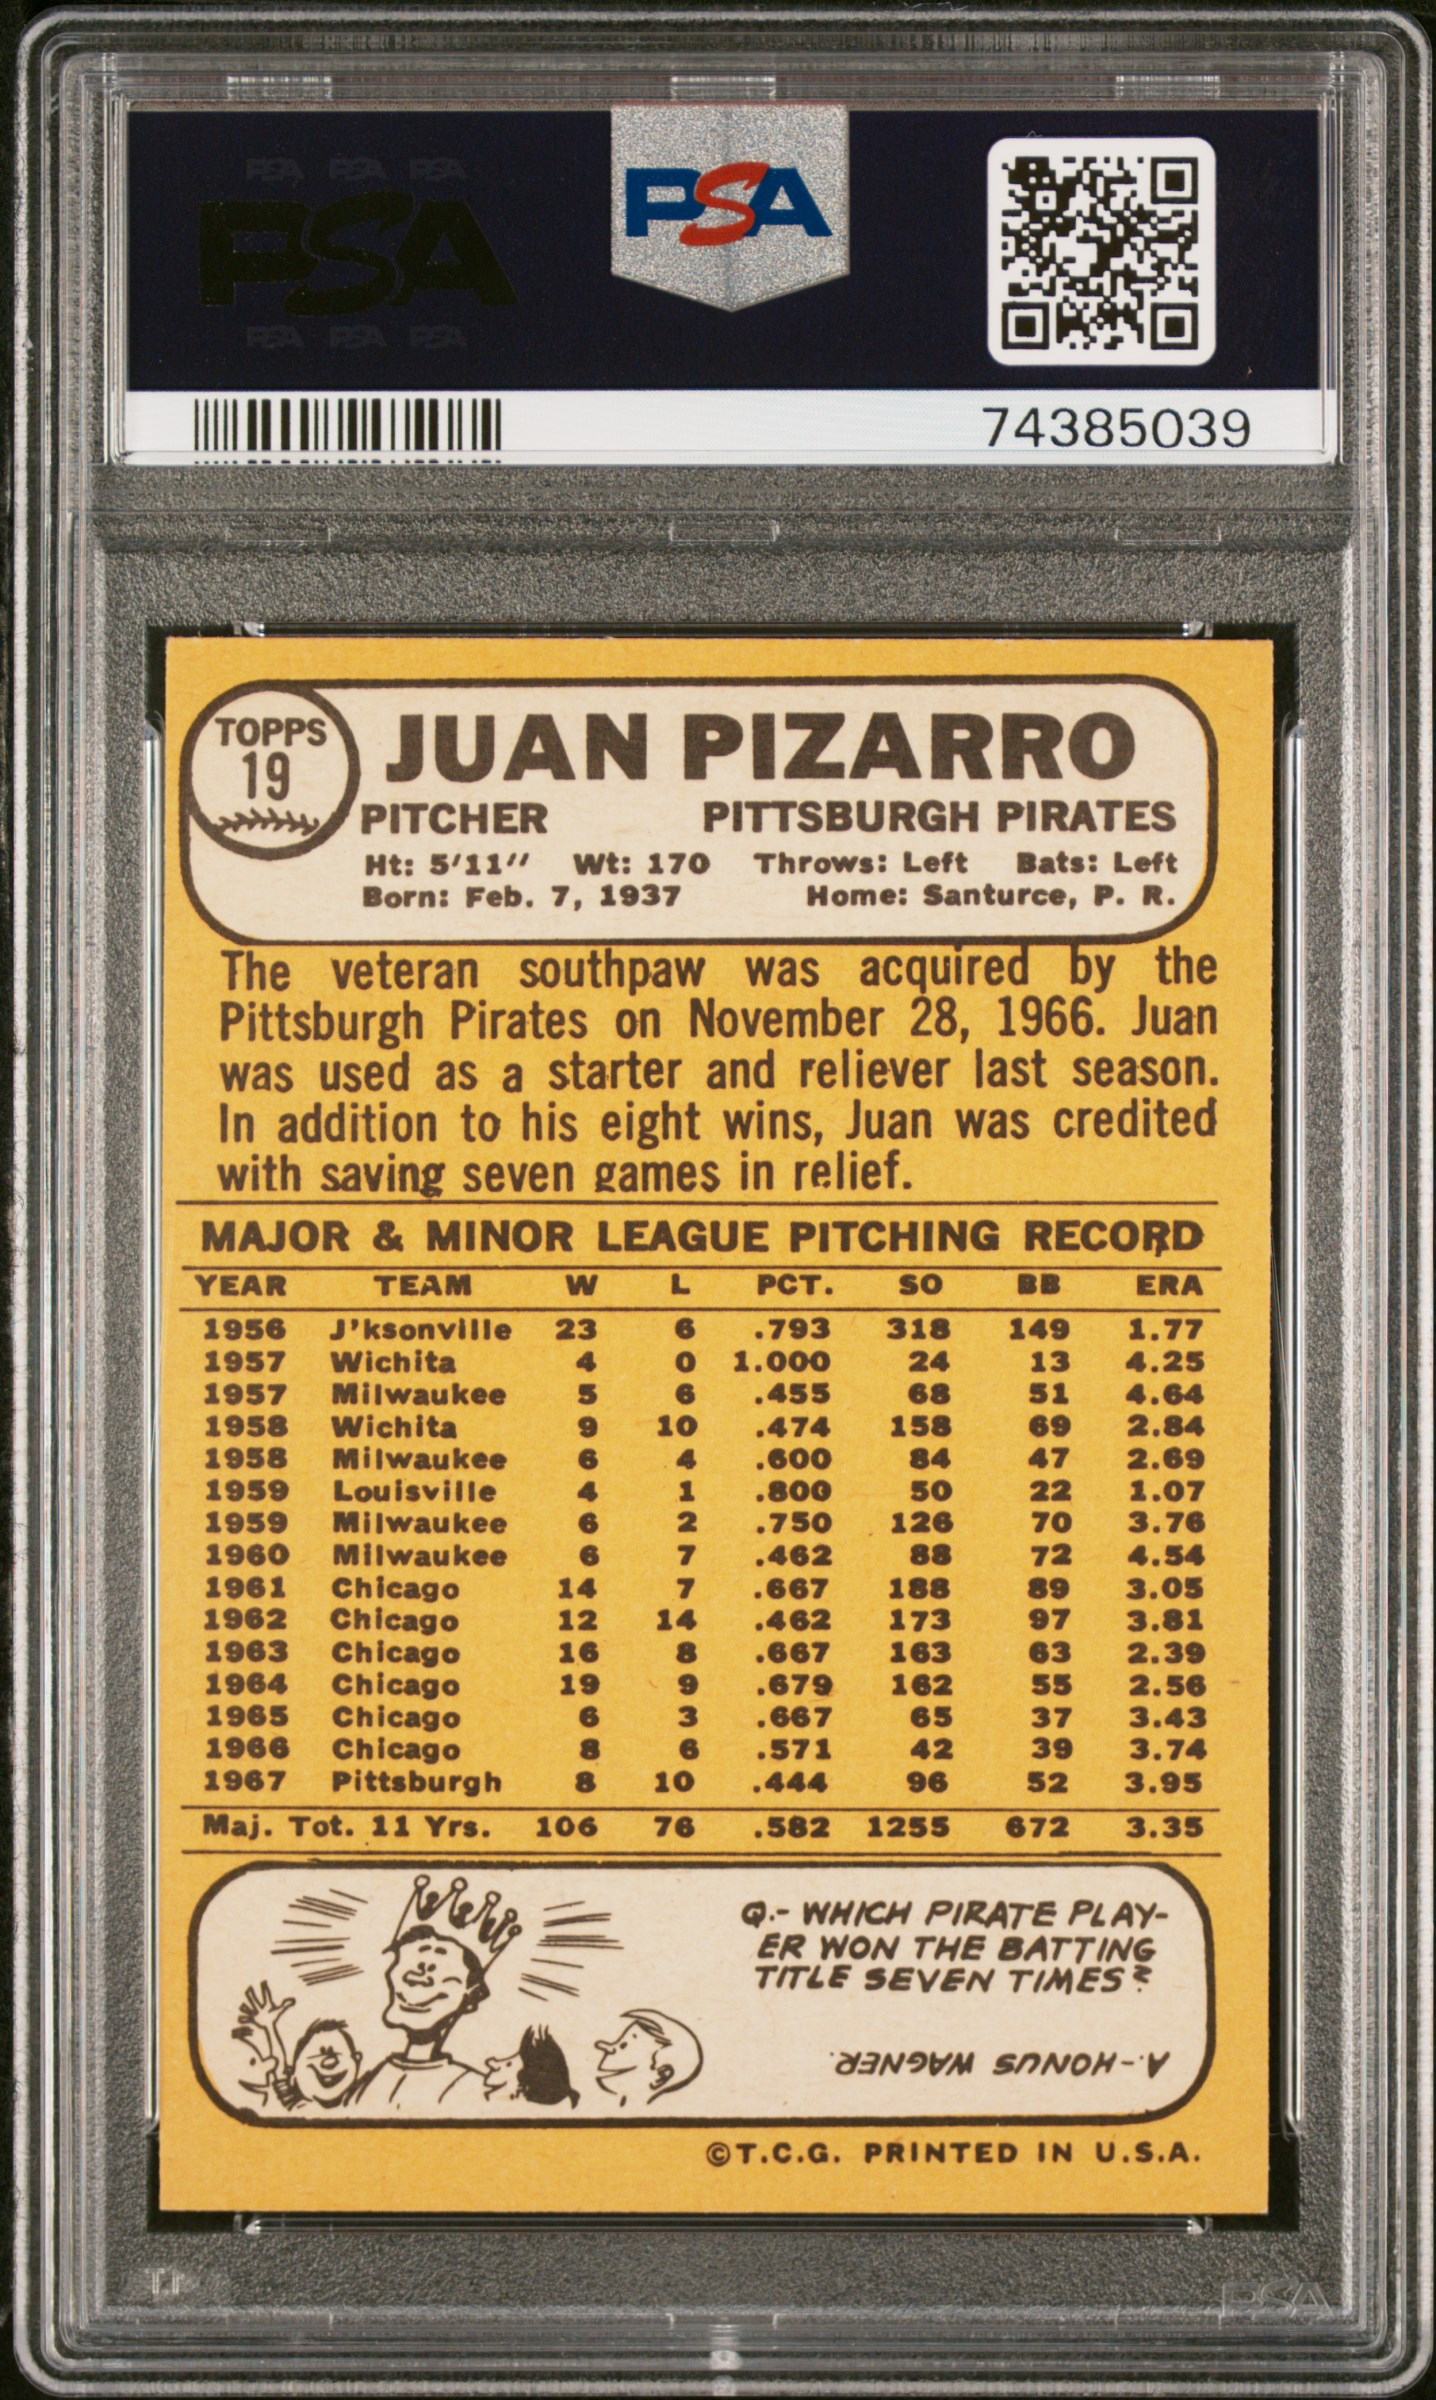 PSA PSA PSA
PSA
PSA PSA PSA
PSA
74385039
TOPPS
19
JUAN PIZARRO
PITCHER PITTSBURGH PIRATES
Ht: 5'11" Wt: 170 Throws: Left Bats: Left
Born: Feb. 7, 1937 Home: Santurce, P. R.
The veteran southpaw was acquired by the
Pittsburgh Pirates on November 28, 1966. Juan
was used as a starter and reliever last season.
In addition to his eight wins, Juan was credited
with saving seven games in relief.
MAJOR & MINOR LEAGUE PITCHING RECORD
YEAR TEAM W L PCT. SO BB ERA
1956 J'ksonville 23 6 .793 318 149 1.77
1957 Wichita 4 0 1.000 24 13 4.25
1957 Milwaukee 5 6 .455 68 51 4.64
1958 Wichita 9 10 .474 158 69 2.84
1958 Milwaukee 6 4 .600 84 47 2.69
1959 Louisville 4 1 .800 50 22 1.07
1959 Milwaukee 6 2 .750 126 70 3.76
1960 Milwaukee 6 7 .462 88 72 4.54
1961 Chicago 14 7 .667 188 89 3.05
1962 Chicago 12 14 .462 173 97 3.81
1963 Chicago 16 8 .667 163 63 2.39
1964 Chicago 19 9 .679 162 55 2.56
1965 Chicago 6 3 .667 65 37 3.43
1966 Chicago 8 6 .571 42 39 3.74
1967 Pittsburgh 8 10 .444 96 52 3.95
Maj. Tot. 11 Yrs. 106 76 .582 1255 672 3.35
Q.- WHICH PIRATE PLAY-
ER WON THE BATTING
TITLE SEVEN TIMES?
A.-HONUS WAGNER.
©T.C.G. PRINTED IN U.S.A.
PSA